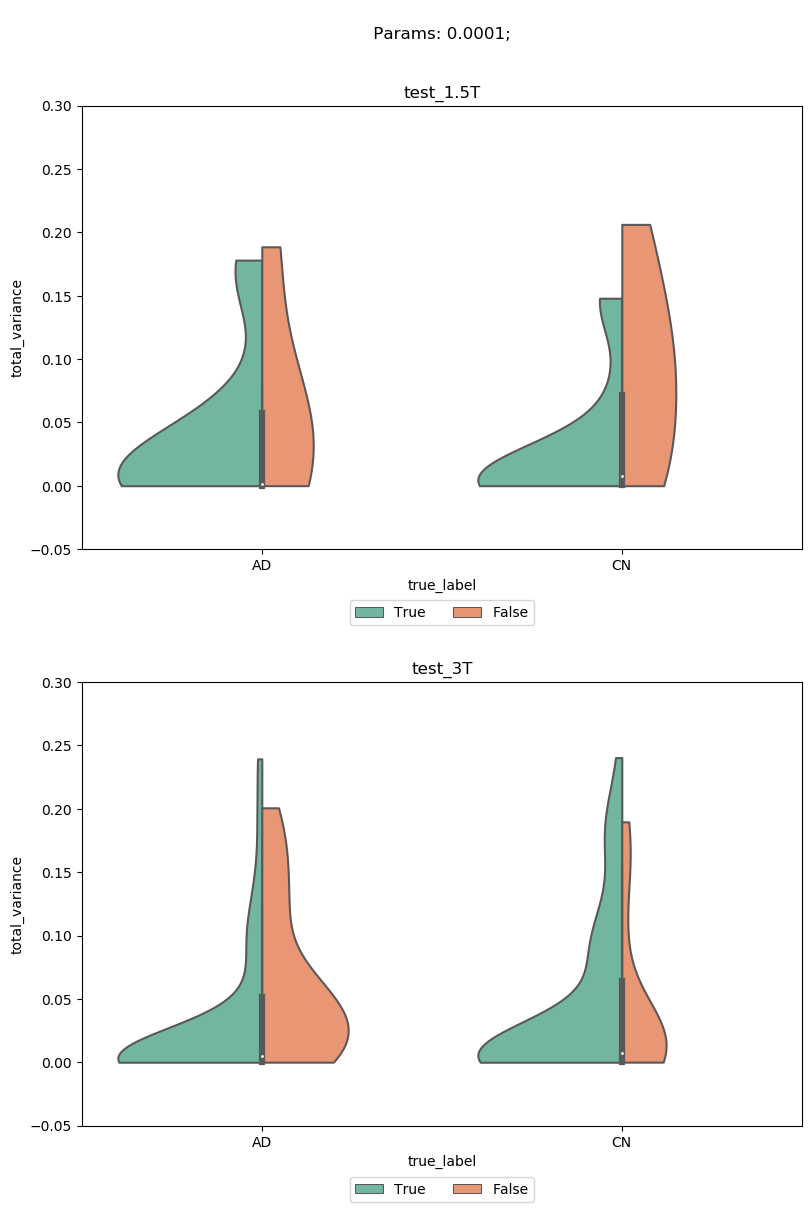 Params: 0.0001;
test_1.5T
0.30
0.25
0.20
0.15
0.10
0.05
0.00
−0.05
total_variance
AD CN
true_label
True False
test_3T
0.30
0.25
0.20
0.15
0.10
0.05
0.00
−0.05
total_variance
AD CN
true_label
True False